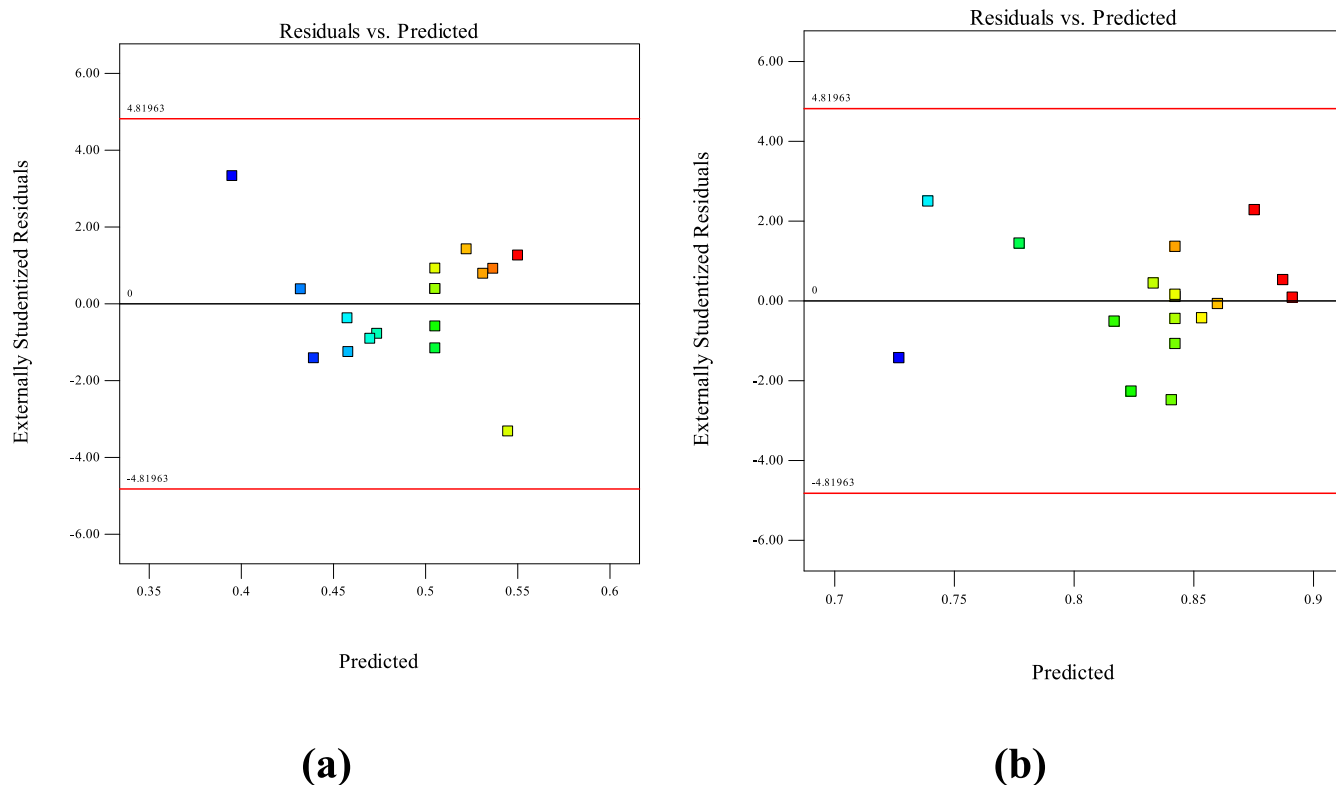 Residuals vs. Predicted
Externally Studentized Residuals
6.00
4.00
2.00
0.00
-2.00
-4.00
-6.00
4.81963
0
-4.81963
0.35 0.4 0.45 0.5 0.55 0.6
Predicted
(a)
Residuals vs. Predicted
Externally Studentized Residuals
6.00
4.00
2.00
0.00
-2.00
-4.00
-6.00
4.81963
0
-4.81963
0.7 0.75 0.8 0.85 0.9
Predicted
(b)